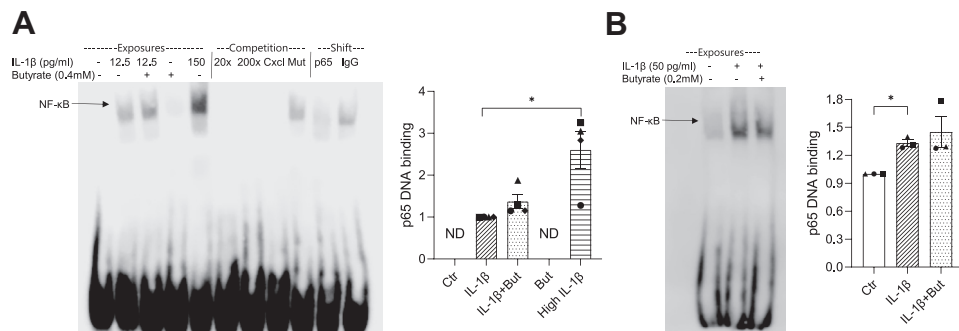 A
B
--------Exposures--------
----Competition----
---Shift---
IL-1β (pg/ml) - 12.5 12.5 - 150 20x 200x Cxcl Mut p65 IgG
Butyrate (0.4mM) - - + + -
NF-κB
p65 DNA binding
4
3
2
1
0
ND
ND
*
Ctr
IL-1β
IL-1β+But
But
High IL-1β
---Exposures---
IL-1β (50 pg/ml) - + +
Butyrate (0.2mM) - - +
NF-κB
p65 DNA binding
1.8
1.5
1.2
0.9
0.6
0.3
0.0
*
Ctr
IL-1β
IL-1β+But